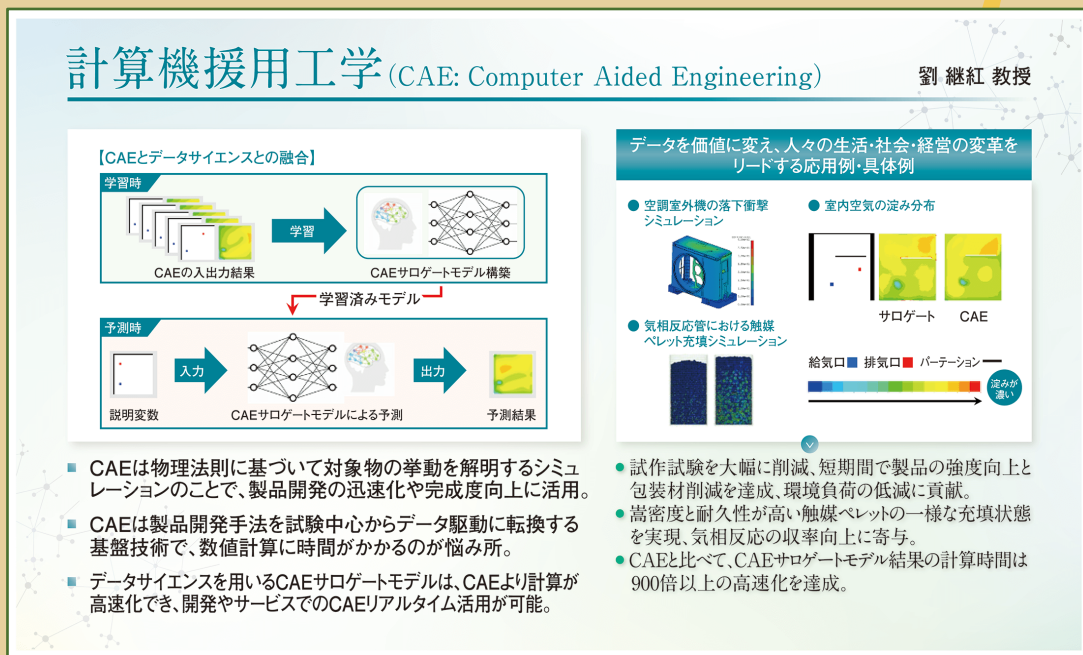 計算機援用工学(CAE: Computer Aided Engineering)
劉 継紅 教授
【CAEとデータサイエンスとの融合】
学習時
学習
CAEの入出力結果
CAEサロゲートモデル構築
学習済みモデル
予測時
入力
出力
説明変数
CAEサロゲートモデルによる予測
予測結果
■ CAEは物理法則に基づいて対象物の挙動を解明するシミュ
レーションのことで、製品開発の迅速化や完成度向上に活用。
■ CAEは製品開発手法を試験中心からデータ駆動に転換する
基盤技術で、数値計算に時間がかかるのが悩み所。
■ データサイエンスを用いるCAEサロゲートモデルは、CAEより計算が
高速化でき、開発やサービスでのCAEリアルタイム活用が可能。
データを価値に変え、人々の生活・社会・経営の変革を
リードする応用例・具体例
● 空調室外機の落下衝撃
シミュレーション
● 気相反応管における触媒
ペレット充填シミュレーション
● 室内空気の淀み分布
サロゲート
CAE
給気口 排気口 パーテーション
淀みが
濃い
● 試作試験を大幅に削減、短期間で製品の強度向上と
包装材削減を達成、環境負荷の低減に貢献。
● 嵩密度と耐久性が高い触媒ペレットの一様な充填状態
を実現、気相反応の収率向上に寄与。
● CAEと比べて、CAEサロゲートモデル結果の計算時間は
900倍以上の高速化を達成。